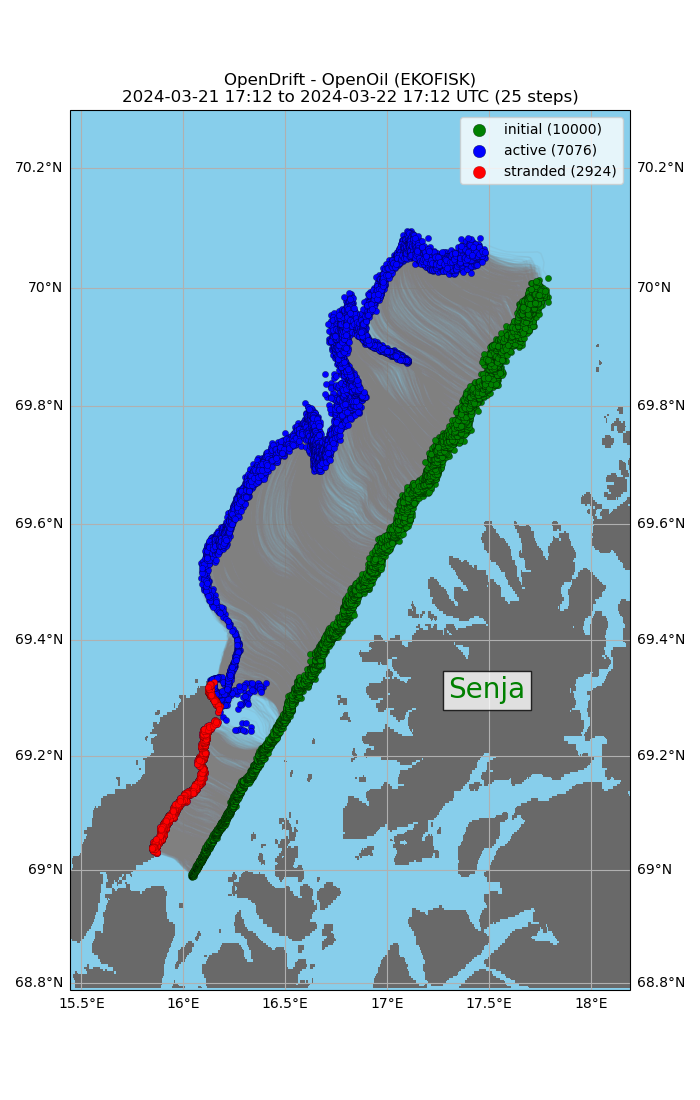 OpenDrift - OpenOil (EKOFISK)
2024-03-21 17:12 to 2024-03-22 17:12 UTC (25 steps)
initial (10000)
active (7076)
stranded (2924)
70.2°N 70.2°N
70°N 70°N
69.8°N 69.8°N
69.6°N 69.6°N
69.4°N 69.4°N
Senja
69.2°N 69.2°N
69°N 69°N
68.8°N 68.8°N
15.5°E 16°E 16.5°E 17°E 17.5°E 18°E